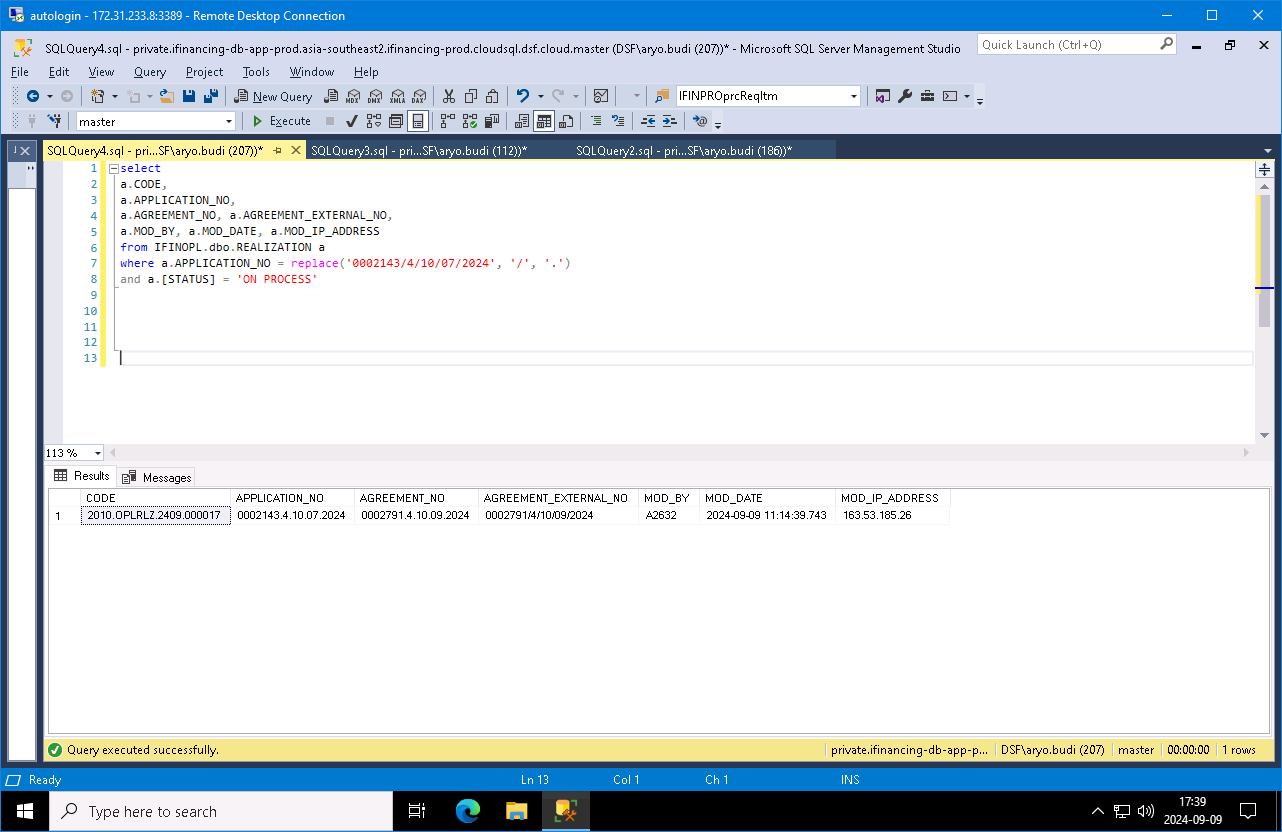 autologin - 172.31.233.8:3389 - Remote Desktop Connection
SQLQuery4.sql - private.ifinancing-db-app-prod.asia-southeast2.ifinancing-prod.cloudsql.dsf.cloud.master (DSF\aryo.budi (207))* - Microsoft SQL Server Management Studio
Quick Launch (Ctrl+Q)
File Edit View Query Project Tools Window Help
New Query
MDX DMX XMLA DAX
IFINPROprcReqItm
master
Execute
SQLQuery4.sql - pri...SF\aryo.budi (207))* SQLQuery3.sql - pri...SF\aryo.budi (112))* SQLQuery2.sql - pri...SF\aryo.budi (186))*
1 select
2 a.CODE,
3 a.APPLICATION_NO,
4 a.AGREEMENT_NO, a.AGREEMENT_EXTERNAL_NO,
5 a.MOD_BY, a.MOD_DATE, a.MOD_IP_ADDRESS
6 from IFINOPL.dbo.REALIZATION a
7 where a.APPLICATION_NO = replace('0002143/4/10/07/2024', '/', '.')
8 and a.[STATUS] = 'ON PROCESS'
9
10
11
12
13
113 %
Results Messages
CODE APPLICATION_NO AGREEMENT_NO AGREEMENT_EXTERNAL_NO MOD_BY MOD_DATE MOD_IP_ADDRESS
1 2010.OPLRLZ.2409.000017 0002143.4.10.07.2024 0002791.4.10.09.2024 0002791/4/10/09/2024 A2632 2024-09-09 11:14:39.743 163.53.185.26
Query executed successfully.
private.ifinancing-db-app-p... DSF\aryo.budi (207) master 00:00:00 1 rows
Ready Ln 13 Col 1 Ch 1 INS
Type here to search
17:39
2024-09-09